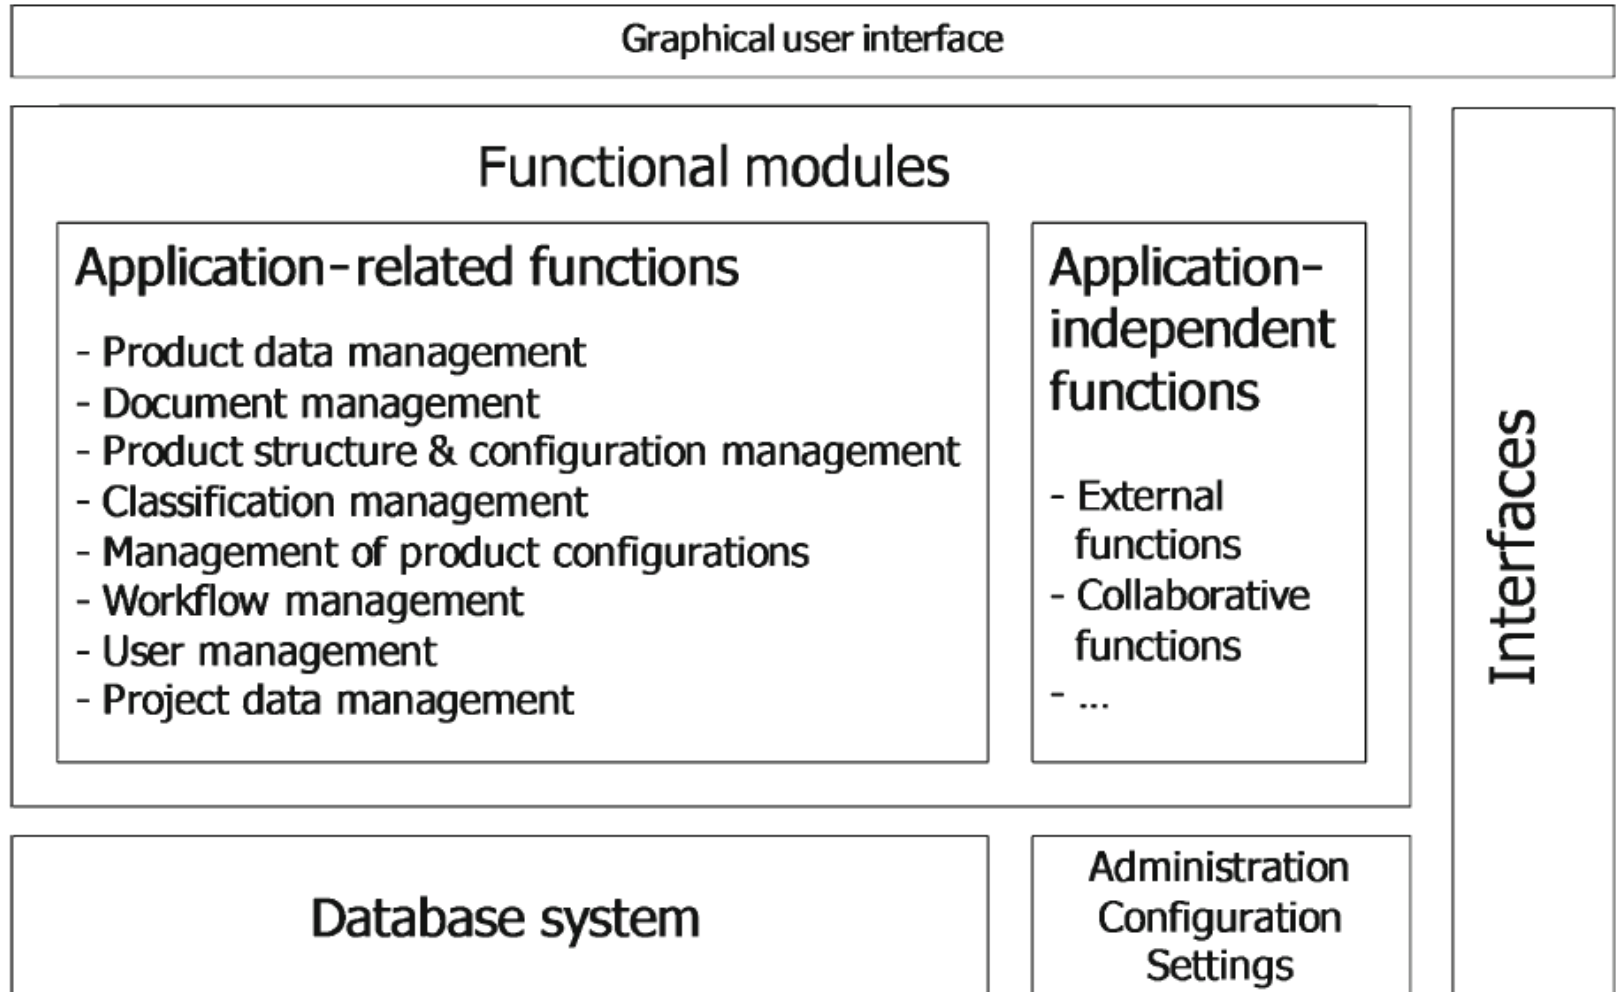 Graphical user interface
Functional modules
Application-related functions
- Product data management
- Document management
- Product structure & configuration management
- Classification management
- Management of product configurations
- Workflow management
- User management
- Project data management
Application-
independent
functions
- External
functions
- Collaborative
functions
- ...
Interfaces
Database system
Administration
Configuration
Settings